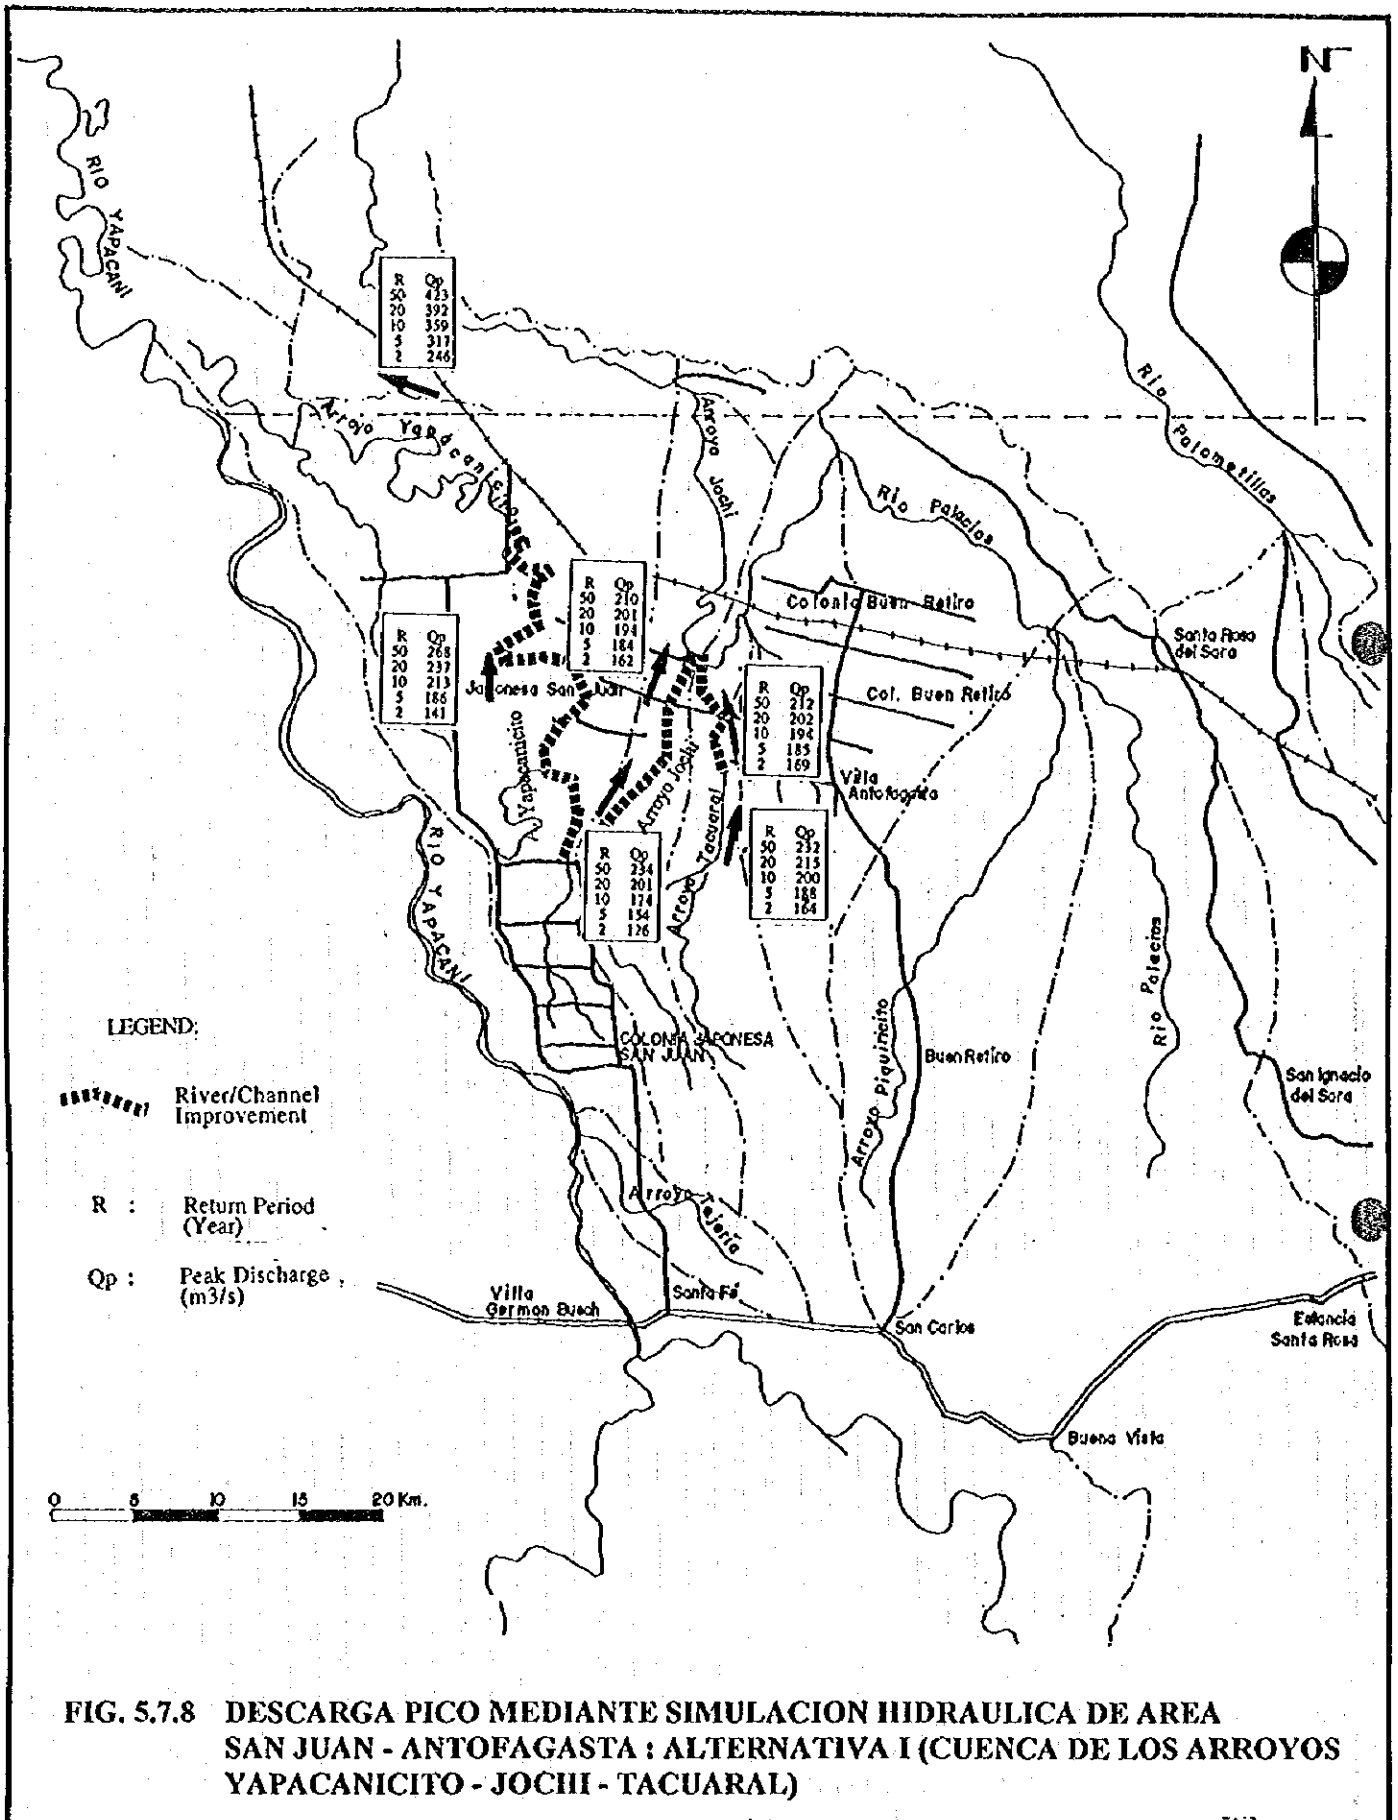 N
RIO YAPACANI
R Qp
50 423
20 392
10 359
5 317
2 246
Arroyo Yapacanicito
Arroyo Jochi
Rio Palometillas
Rio Palacios
R Qp
50 210
20 201
10 194
5 184
2 162
Colonia Buen Retiro
R Qp
50 268
20 237
10 213
5 186
2 141
Santa Rosa
del Sara
Japonesa San Juan
Col. Buen Retiro
R Qp
50 212
20 202
10 194
5 185
2 169
A. Yapacanicito
Arroyo Jochi
Arroyo Tacuaral
Villa
Antofagasta
R Qp
50 232
20 215
10 200
5 188
2 164
R Qp
50 234
20 201
10 174
5 154
2 126
RIO YAPACANI
Rio Palacios
LEGEND:
COLONIA JAPONESA
SAN JUAN
Arroyo Piquiricito
Buen Retiro
San Ignacio
del Sara
River/Channel
Improvement
R : Return Period
(Year)
Arroyo Tejeria
Qp : Peak Discharge
(m3/s)
Villa
German Busch
Santa Fé
San Carlos
Estancia
Santa Rosa
Buena Vista
0 5 10 15 20 Km.
FIG. 5.7.8 DESCARGA PICO MEDIANTE SIMULACION HIDRAULICA DE AREA
SAN JUAN - ANTOFAGASTA : ALTERNATIVA I (CUENCA DE LOS ARROYOS
YAPACANICITO - JOCHI - TACUARAL)